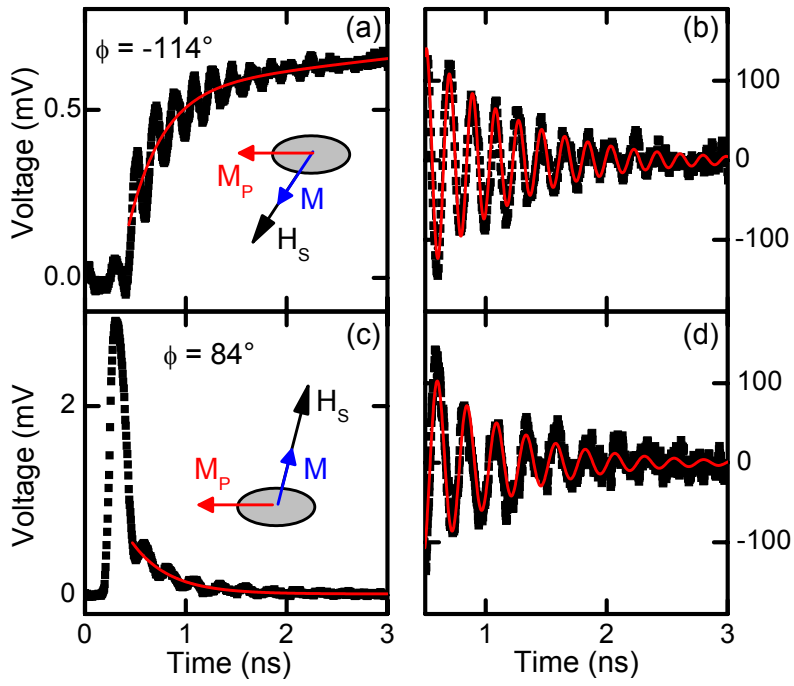 (a)
ϕ = -114°
Voltage (mV)
0.5
0.0
M_P
M
H_S
(b)
100
0
-100
(c)
ϕ = 84°
Voltage (mV
2
0
H_S
M_P
M
0 1 2 3
Time (ns)
(d)
100
0
-100
1 2 3
Time (ns)